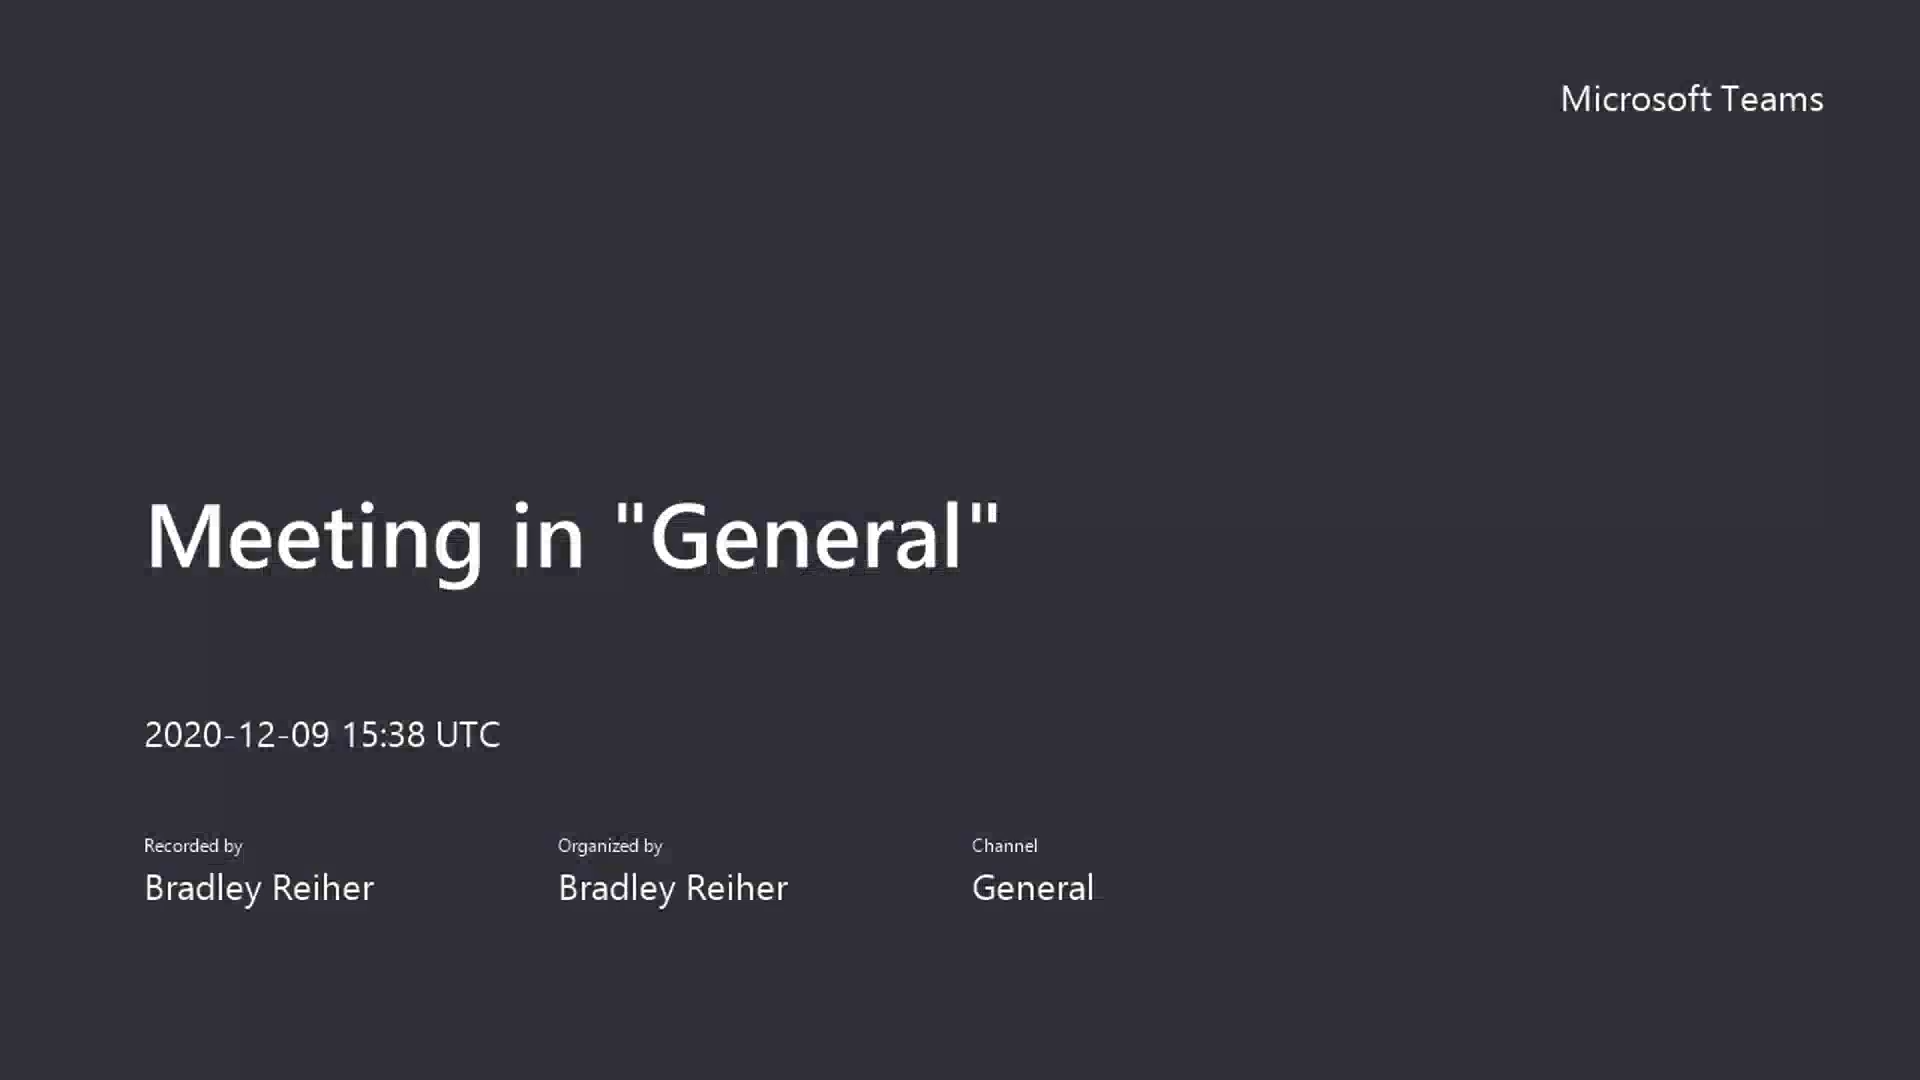 Microsoft Teams
Meeting in "General"
2020-12-09 15:38 UTC
Recorded by
Bradley Reiher
Organized by
Bradley Reiher
Channel
General